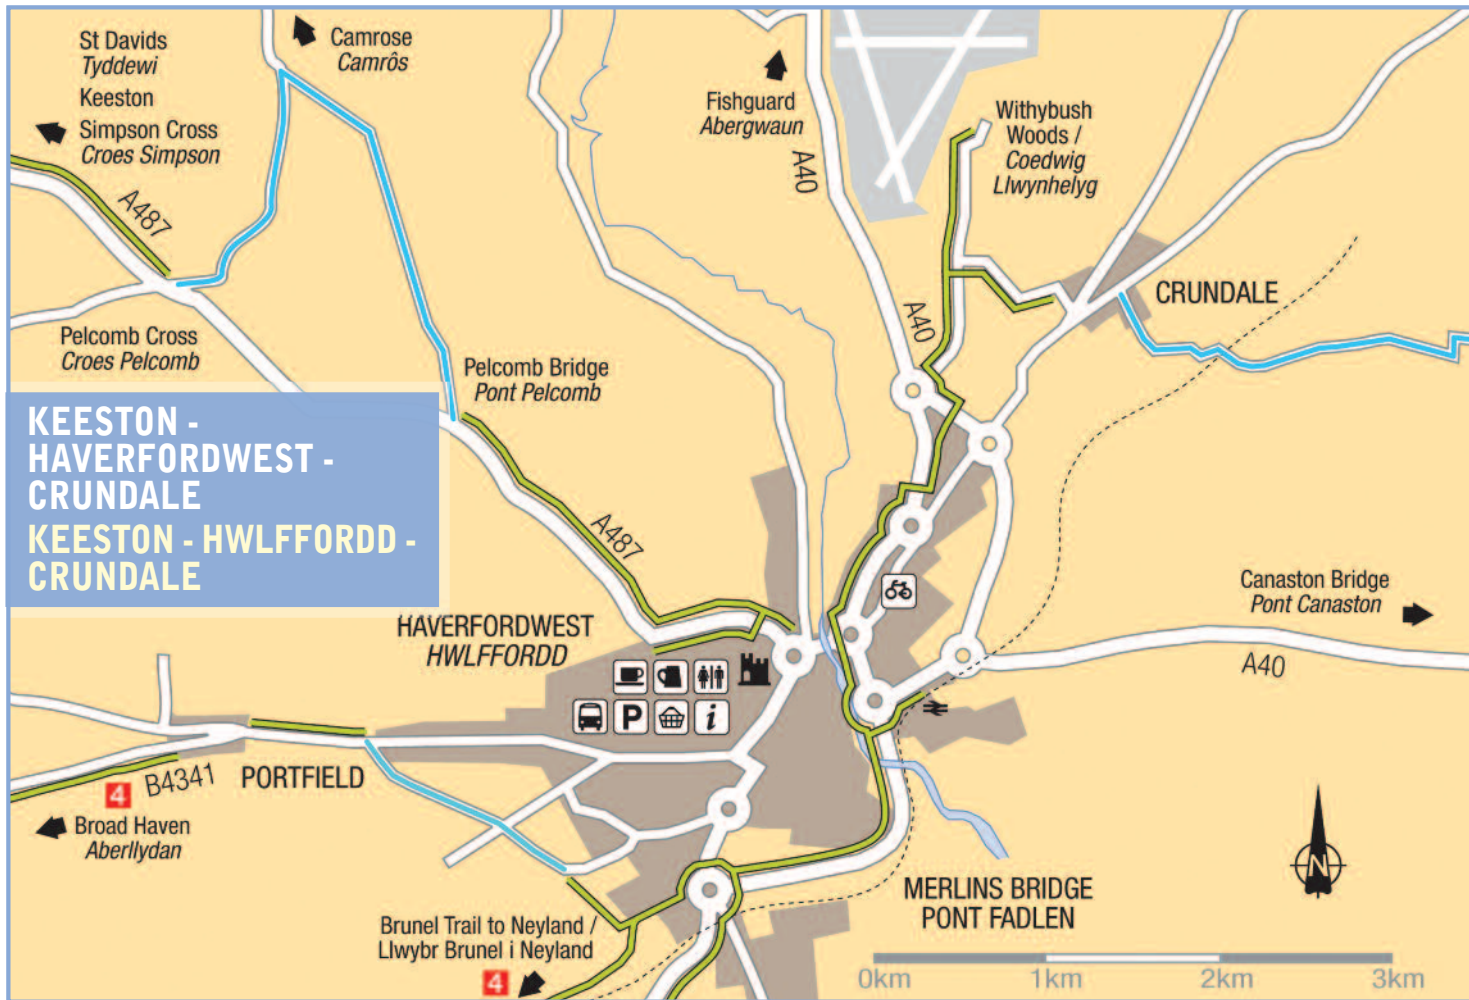 St Davids
Tyddewi
Keeston
Simpson Cross
Croes Simpson
Camrose
Camrôs
Fishguard
Abergwaun
A40
Withybush
Woods /
Coedwig
Llwynhelyg
A487
A40
CRUNDALE
Pelcomb Cross
Croes Pelcomb
Pelcomb Bridge
Pont Pelcomb
KEESTON -
HAVERFORDWEST -
CRUNDALE
KEESTON - HWLFFORDD -
CRUNDALE
A487
HAVERFORDWEST
HWLFFORDD
Canaston Bridge
Pont Canaston
A40
P
i
PORTFIELD
B4341
4
Broad Haven
Aberllydan
MERLINS BRIDGE
PONT FADLEN
N
Brunel Trail to Neyland /
Llwybr Brunel i Neyland
4
0km 1km 2km 3km